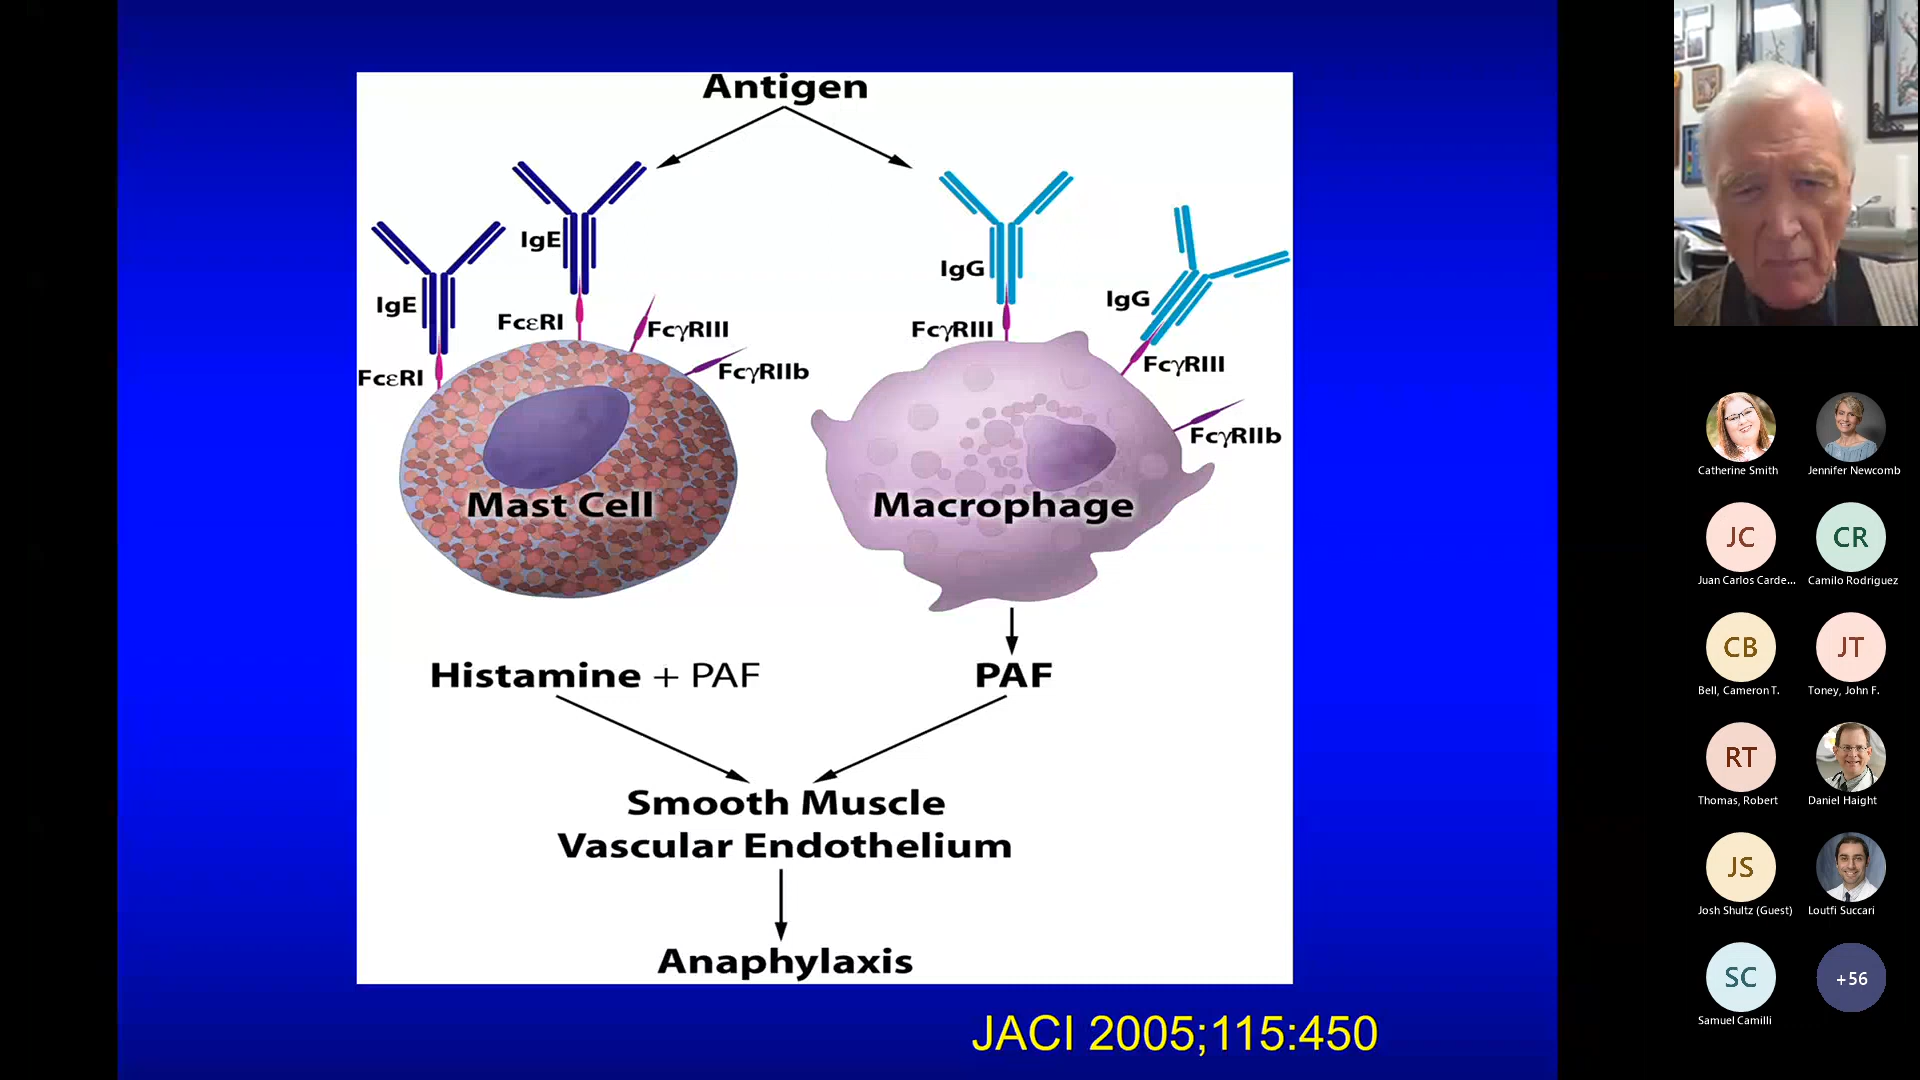 Antigen
IgE
IgE
FcεRI
FcεRI
FcγRIII
FcγRIIb
IgG
IgG
FcγRIII
FcγRIII
FcγRIIb
Mast Cell
Macrophage
Histamine + PAF
PAF
Smooth Muscle
Vascular Endothelium
Anaphylaxis
JACI 2005;115:450
Catherine Smith
Jennifer Newcomb
JC
CR
Juan Carlos Carde...
Camilo Rodriguez
CB
JT
Bell, Cameron T.
Toney, John F.
RT
Thomas, Robert
Daniel Haight
JS
Josh Shultz (Guest)
Loutfi Succari
SC
+56
Samuel Camilli